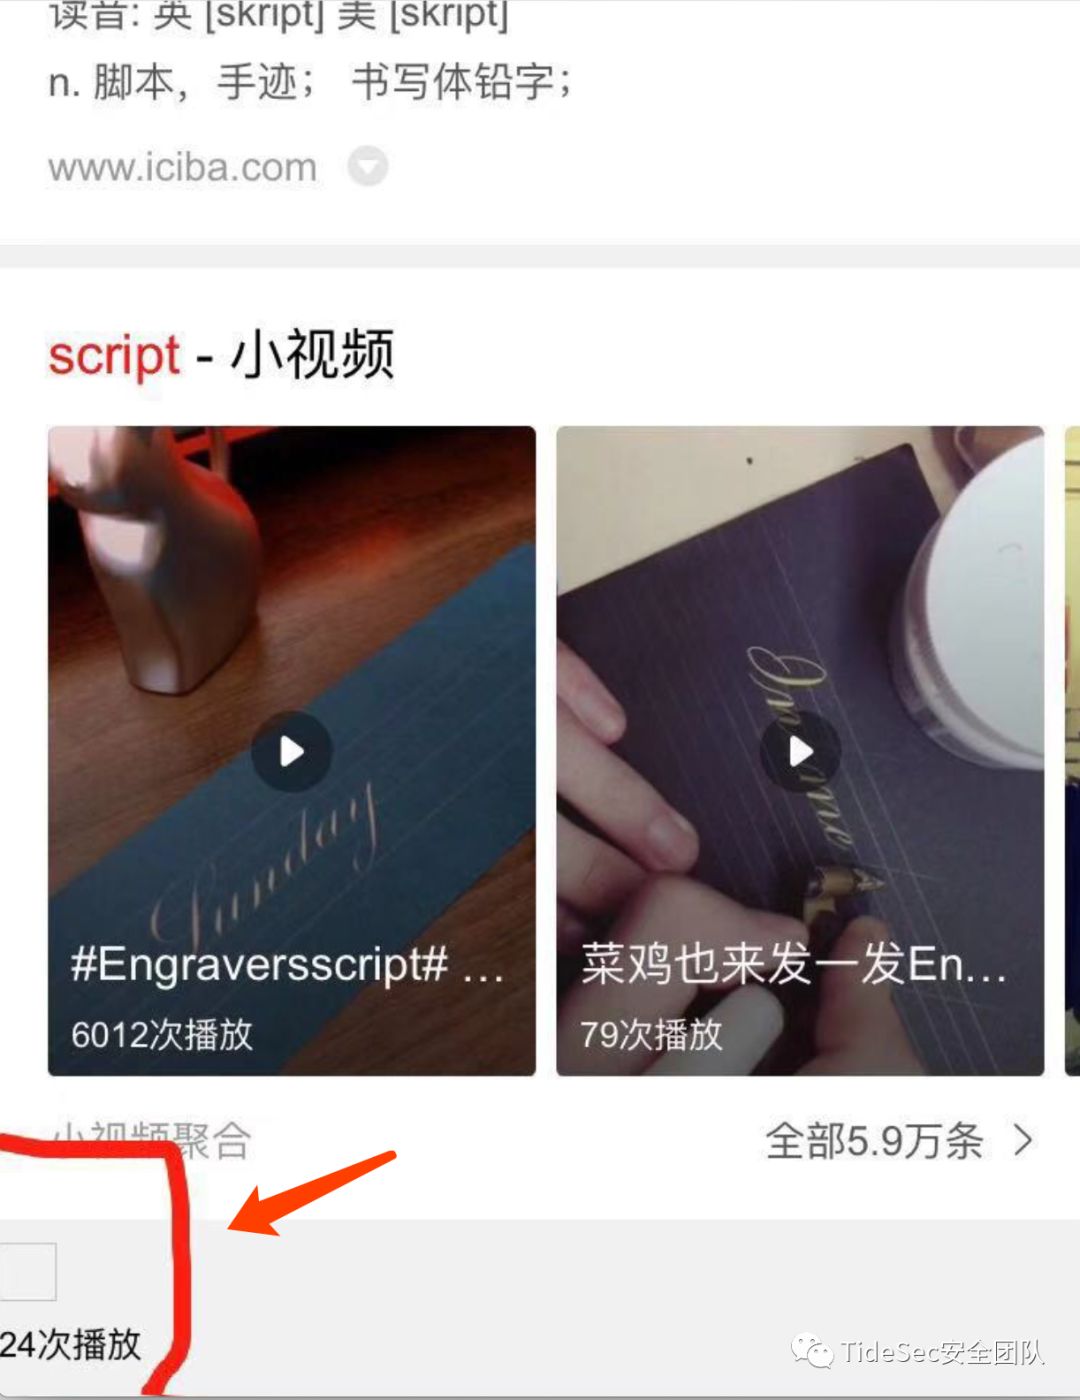 读音: 英 [skript] 美 [skript]
n. 脚本，手迹； 书写体铅字；
www.iciba.com
script - 小视频
Sunday
#Engraversscript# ...
6012次播放
菜鸡也来发一发En...
79次播放
小视频聚合
全部5.9万条
24次播放
TideSec安全团队